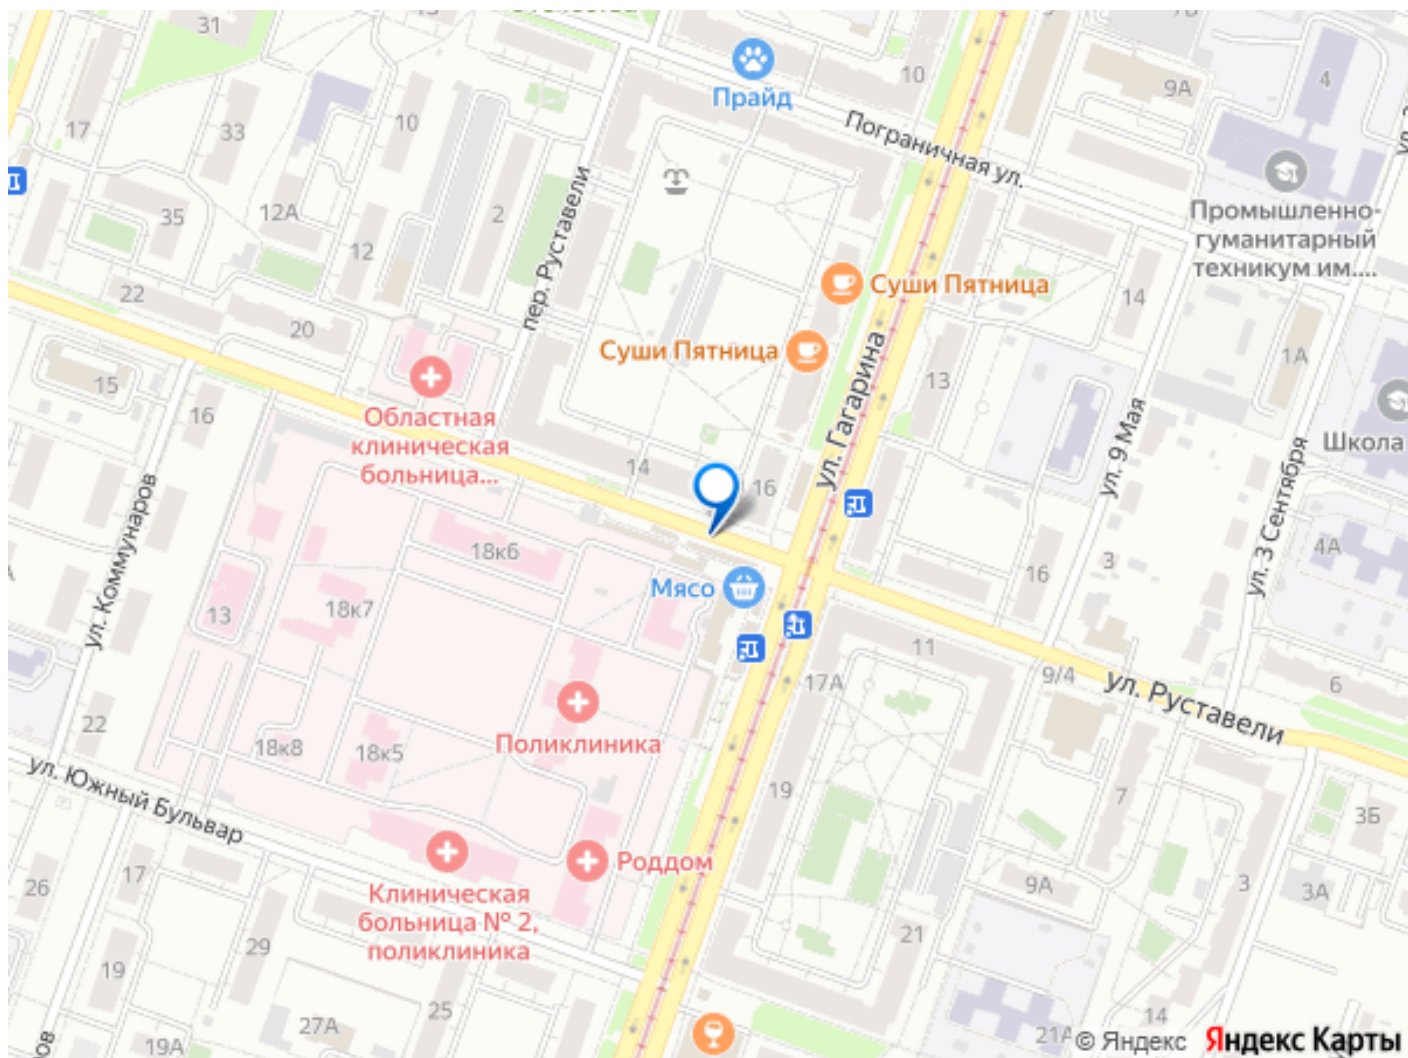 31
10
Прайд
9А
4
17
33
10
Пограничная ул.
пер. Руставели
Промышленно-
гуманитарный
техникум им....
35
12А
2
12
Суши Пятница
22
14
20
Суши Пятница
ул. Гагарина
1А
15
13
16
Областная
клиническая
больница...
ул. 9 Мая
Школа
14
16
ул. Коммунаров
ул. 3 Сентября
18к6
4А
3
16
Мясо
13
18к7
11
17А
9/4
ул. Руставели
6
22
18к8
18к5
Поликлиника
ул. Южный Бульвар
19
7
3Б
17
Роддом
26
Клиническая
больница № 2,
поликлиника
9А
3
3А
29
21
19
25
27А
19А
21А
14
© Яндекс
Яндекс Карты